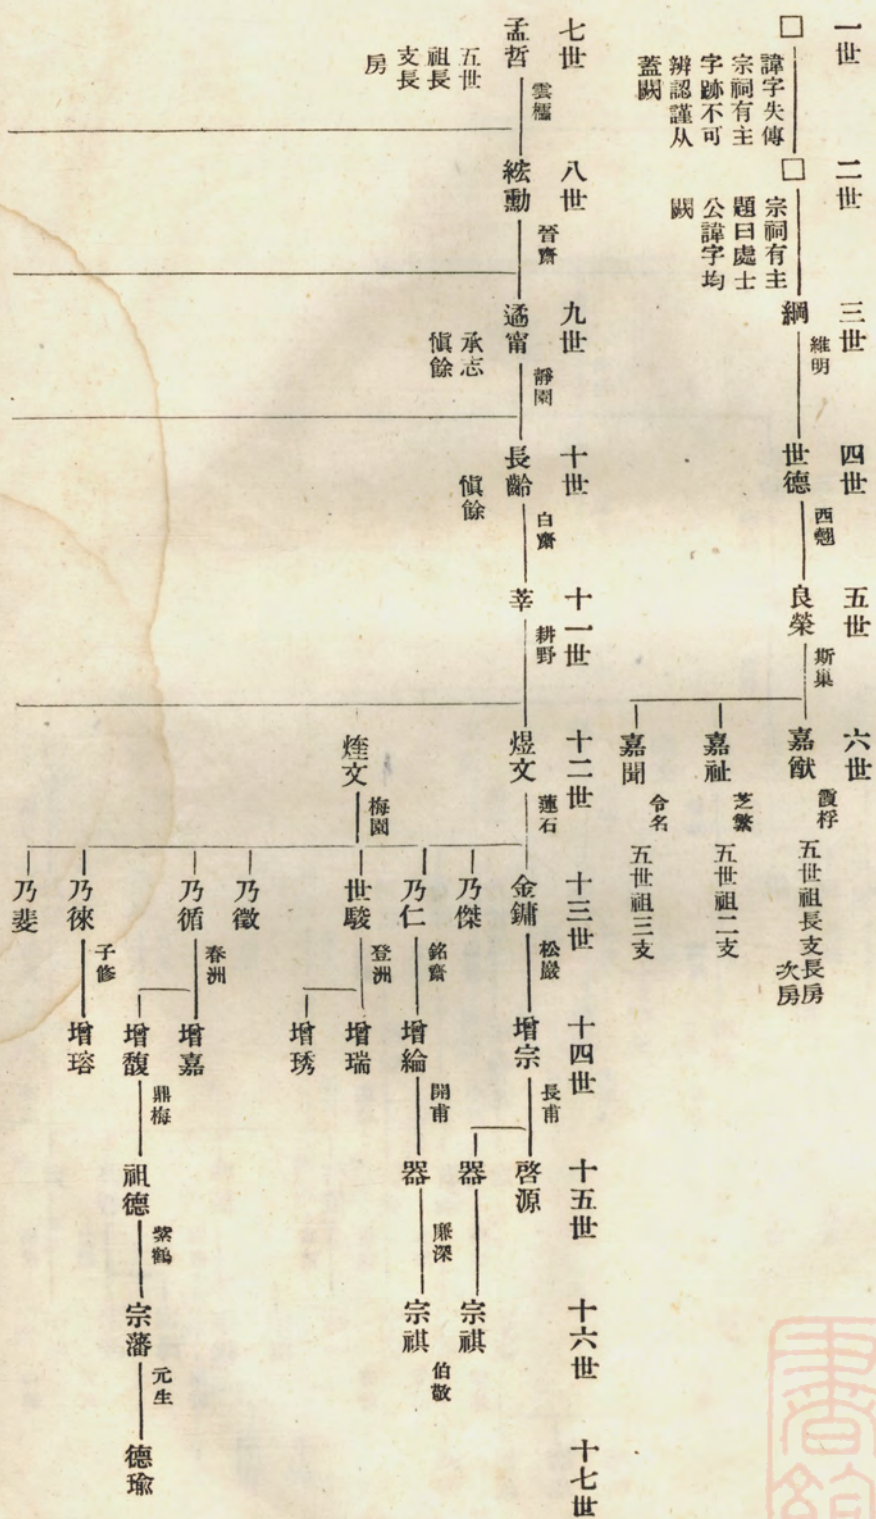 一世
□
諱字失傳
宗祠有主
字跡不可
辨認謹从
蓋闕
二世
□
宗祠有主
題曰處士
公諱字均
闕
三世
綱
維明
四世
世德
西翹
五世
良榮
斯巢
六世
嘉猷
霞桴
五世祖長支長房
次房
嘉祉
芝繁
五世祖二支
嘉聞
令名
五世祖三支
七世
孟哲
雲櫺
五世
祖長
支長
房
八世
紘勳
晉齋
九世
遹甯
靜園
承志
愼餘
十世
長齡
白齋
愼餘
十一世
莘
耕野
十二世
煜文
蓮石
煃文
梅園
十三世
金鏞
松巖
乃傑
乃仁
銘齋
世駿
登洲
乃徵
乃循
春洲
乃徠
子修
乃斐
十四世
增宗
長甫
增綸
開甫
增瑞
增琇
增嘉
增馥
鼎梅
增瑢
十五世
啓源
器
器
廉深
祖德
紫鶴
十六世
宗祺
宗祺
伯敬
宗藩
元生
十七世
德瑜
書館